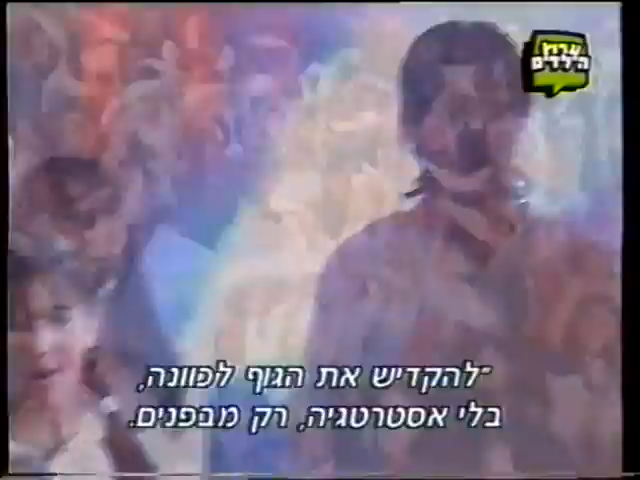 ערוץ
הילדים
"להקדיש את הגוף לכוונה,
בלי אסטרטגיה, רק מבפנים.